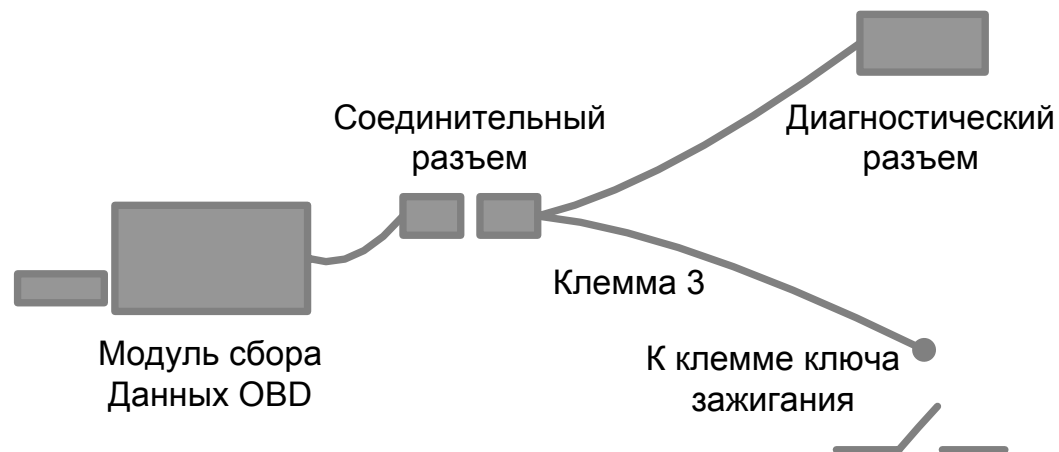 Соединительный
разъем
Диагностический
разъем
Клемма 3
Модуль сбора
Данных OBD
К клемме ключа
зажигания